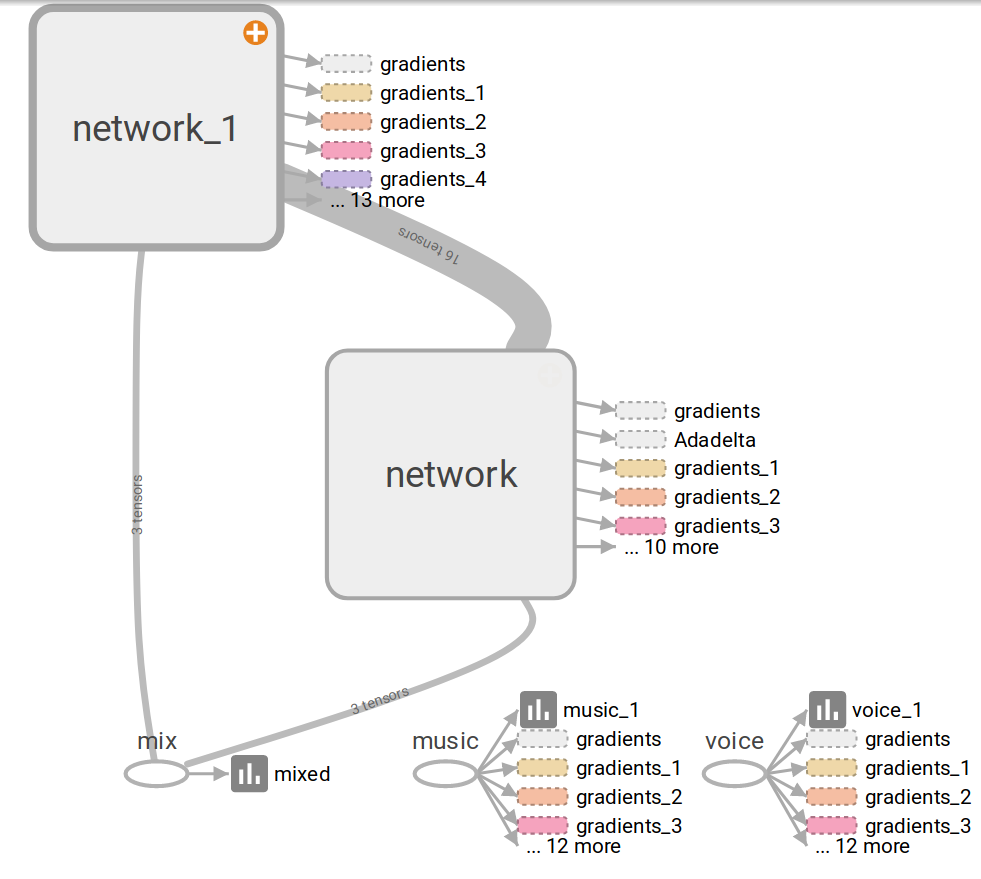 network_1
gradients
gradients_1
gradients_2
gradients_3
gradients_4
... 13 more
16 tensors
network
gradients
Adadelta
gradients_1
gradients_2
gradients_3
... 10 more
3 tensors
3 tensors
mix
mixed
music
music_1
gradients
gradients_1
gradients_2
gradients_3
... 12 more
voice
voice_1
gradients
gradients_1
gradients_2
gradients_3
... 12 more